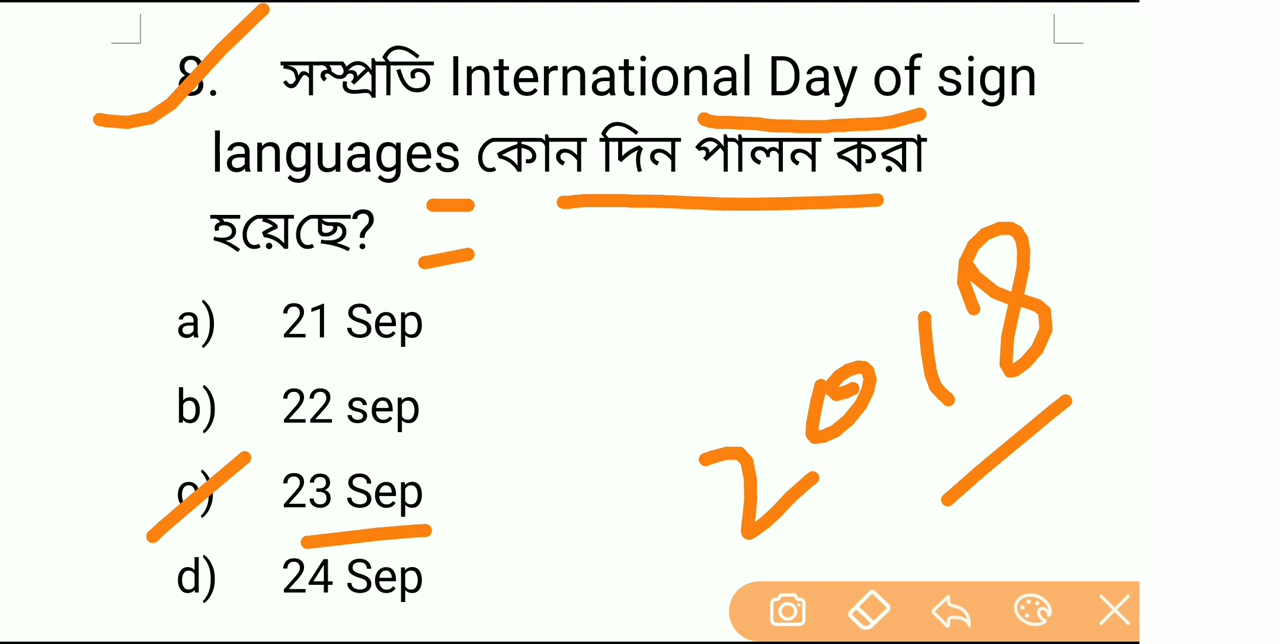 8. সম্প্রতি International Day of sign
languages কোন দিন পালন করা
হয়েছে?
a) 21 Sep
b) 22 sep
c) 23 Sep
d) 24 Sep
2018